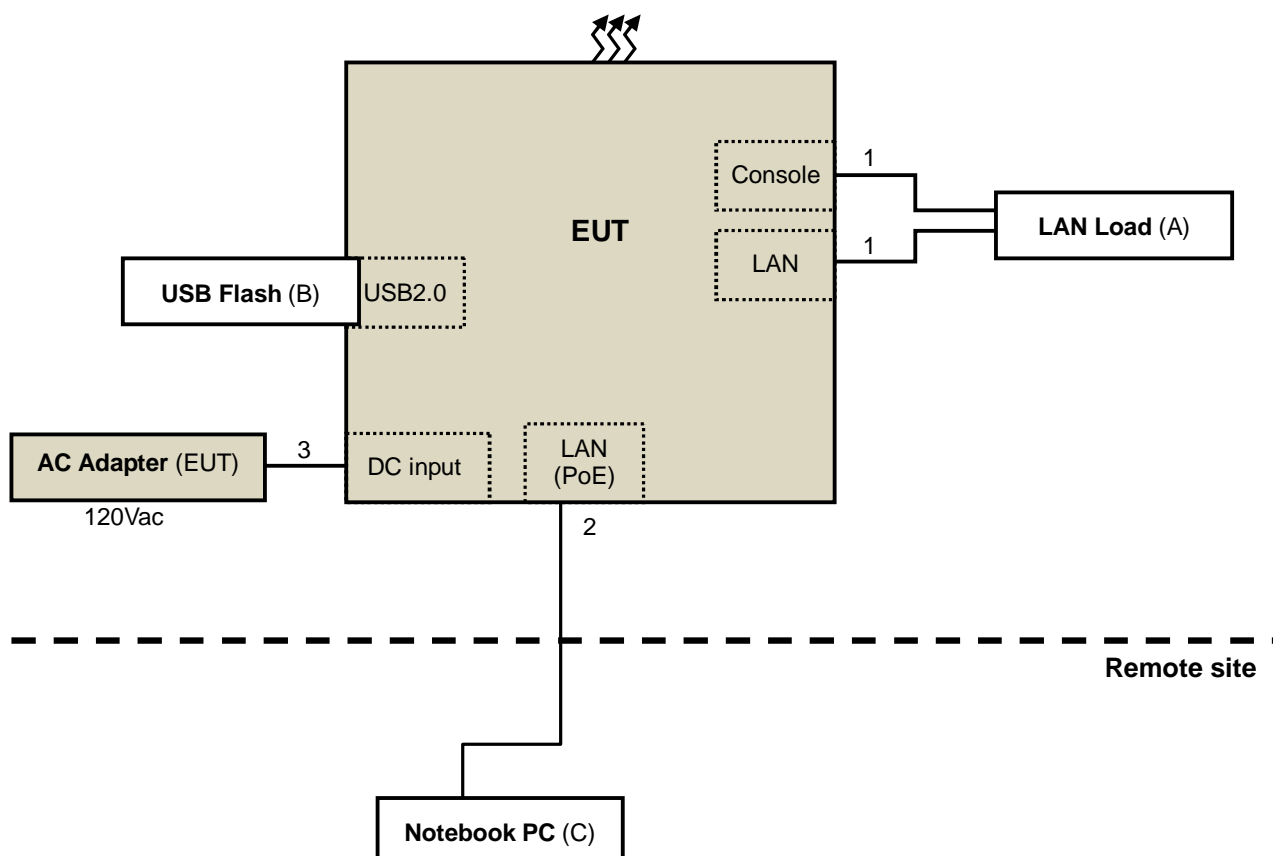 Console
1
EUT
LAN Load (A)
1
LAN
USB Flash (B)
USB2.0
AC Adapter (EUT)
3
DC input
LAN
(PoE)
120Vac
2
Remote site
Notebook PC (C)